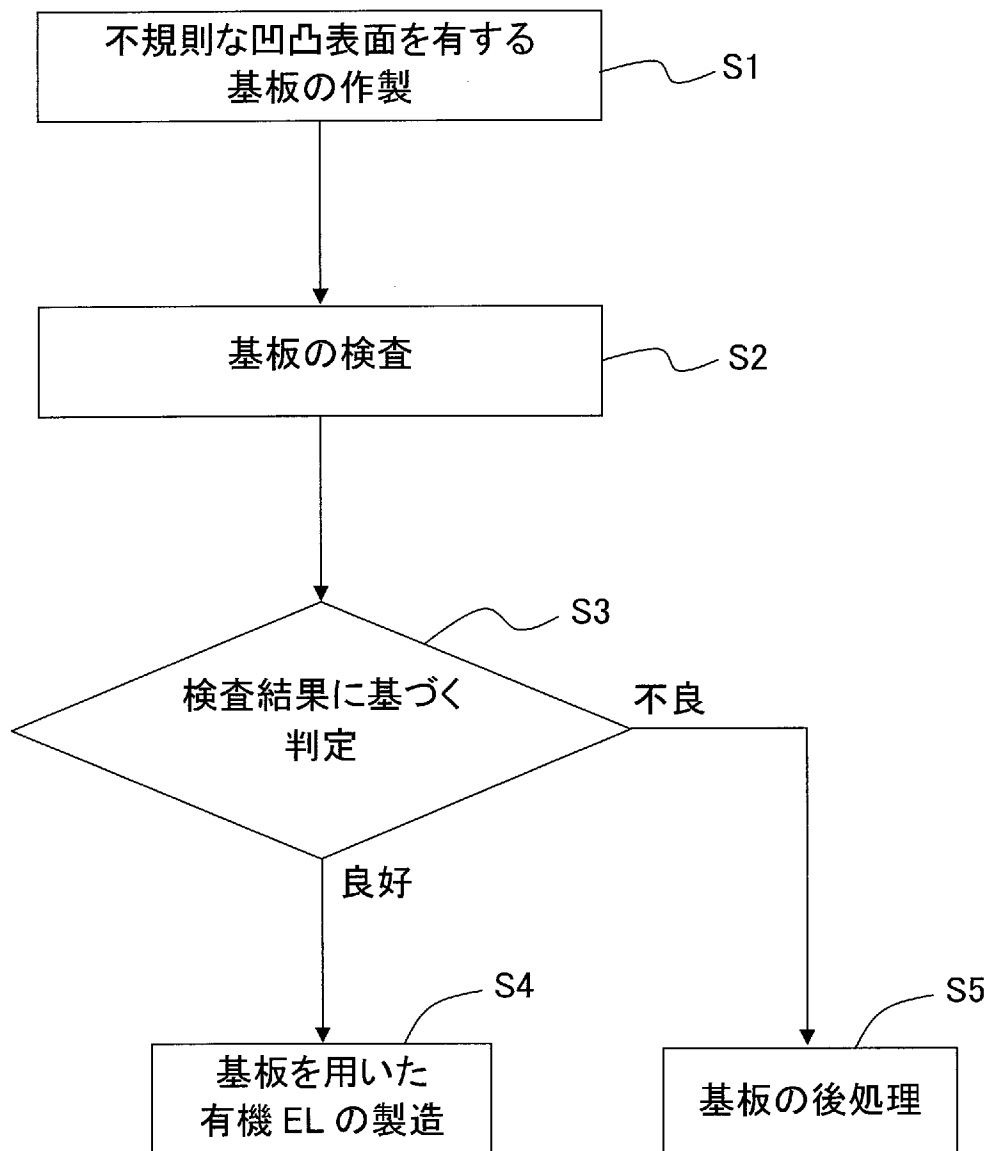 不規則な凹凸表面を有する
基板の作製
S1
基板の検査
S2
S3
検査結果に基づく
判定
不良
良好
S4
基板を用いた
有機 EL の製造
S5
基板の後処理